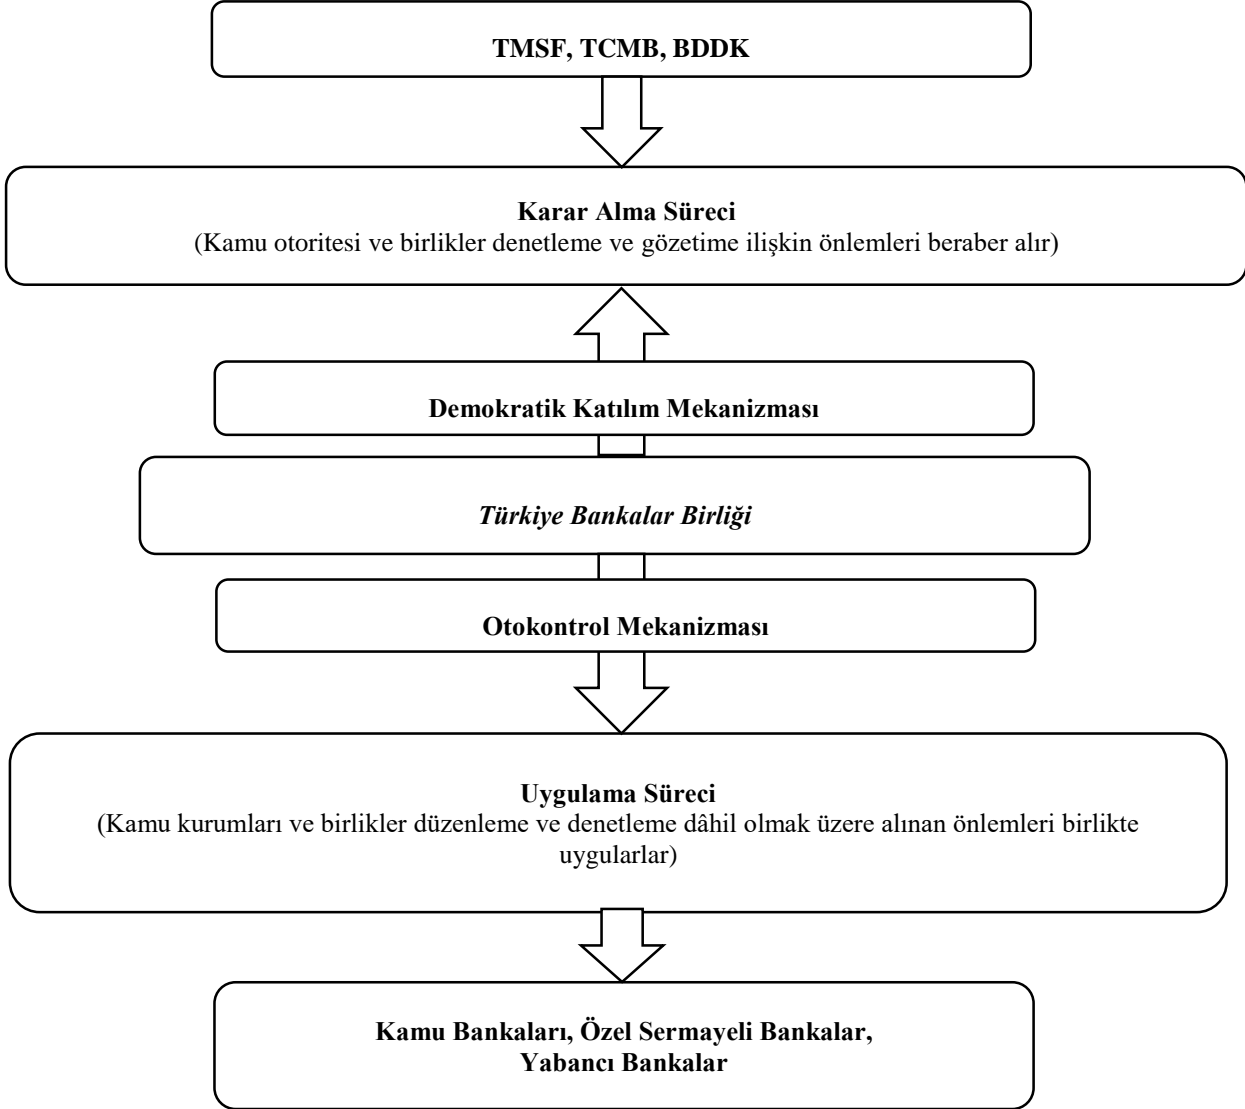 TMSF, TCMB, BDDK
Karar Alma Süreci
(Kamu otoritesi ve birlikler denetleme ve gözetime ilişkin önlemleri beraber alır)
Demokratik Katılım Mekanizması
Türkiye Bankalar Birliği
Otokontrol Mekanizması
Uygulama Süreci
(Kamu kurumları ve birlikler düzenleme ve denetleme dâhil olmak üzere alınan önlemleri birlikte
uygularlar)
Kamu Bankaları, Özel Sermayeli Bankalar,
Yabancı Bankalar